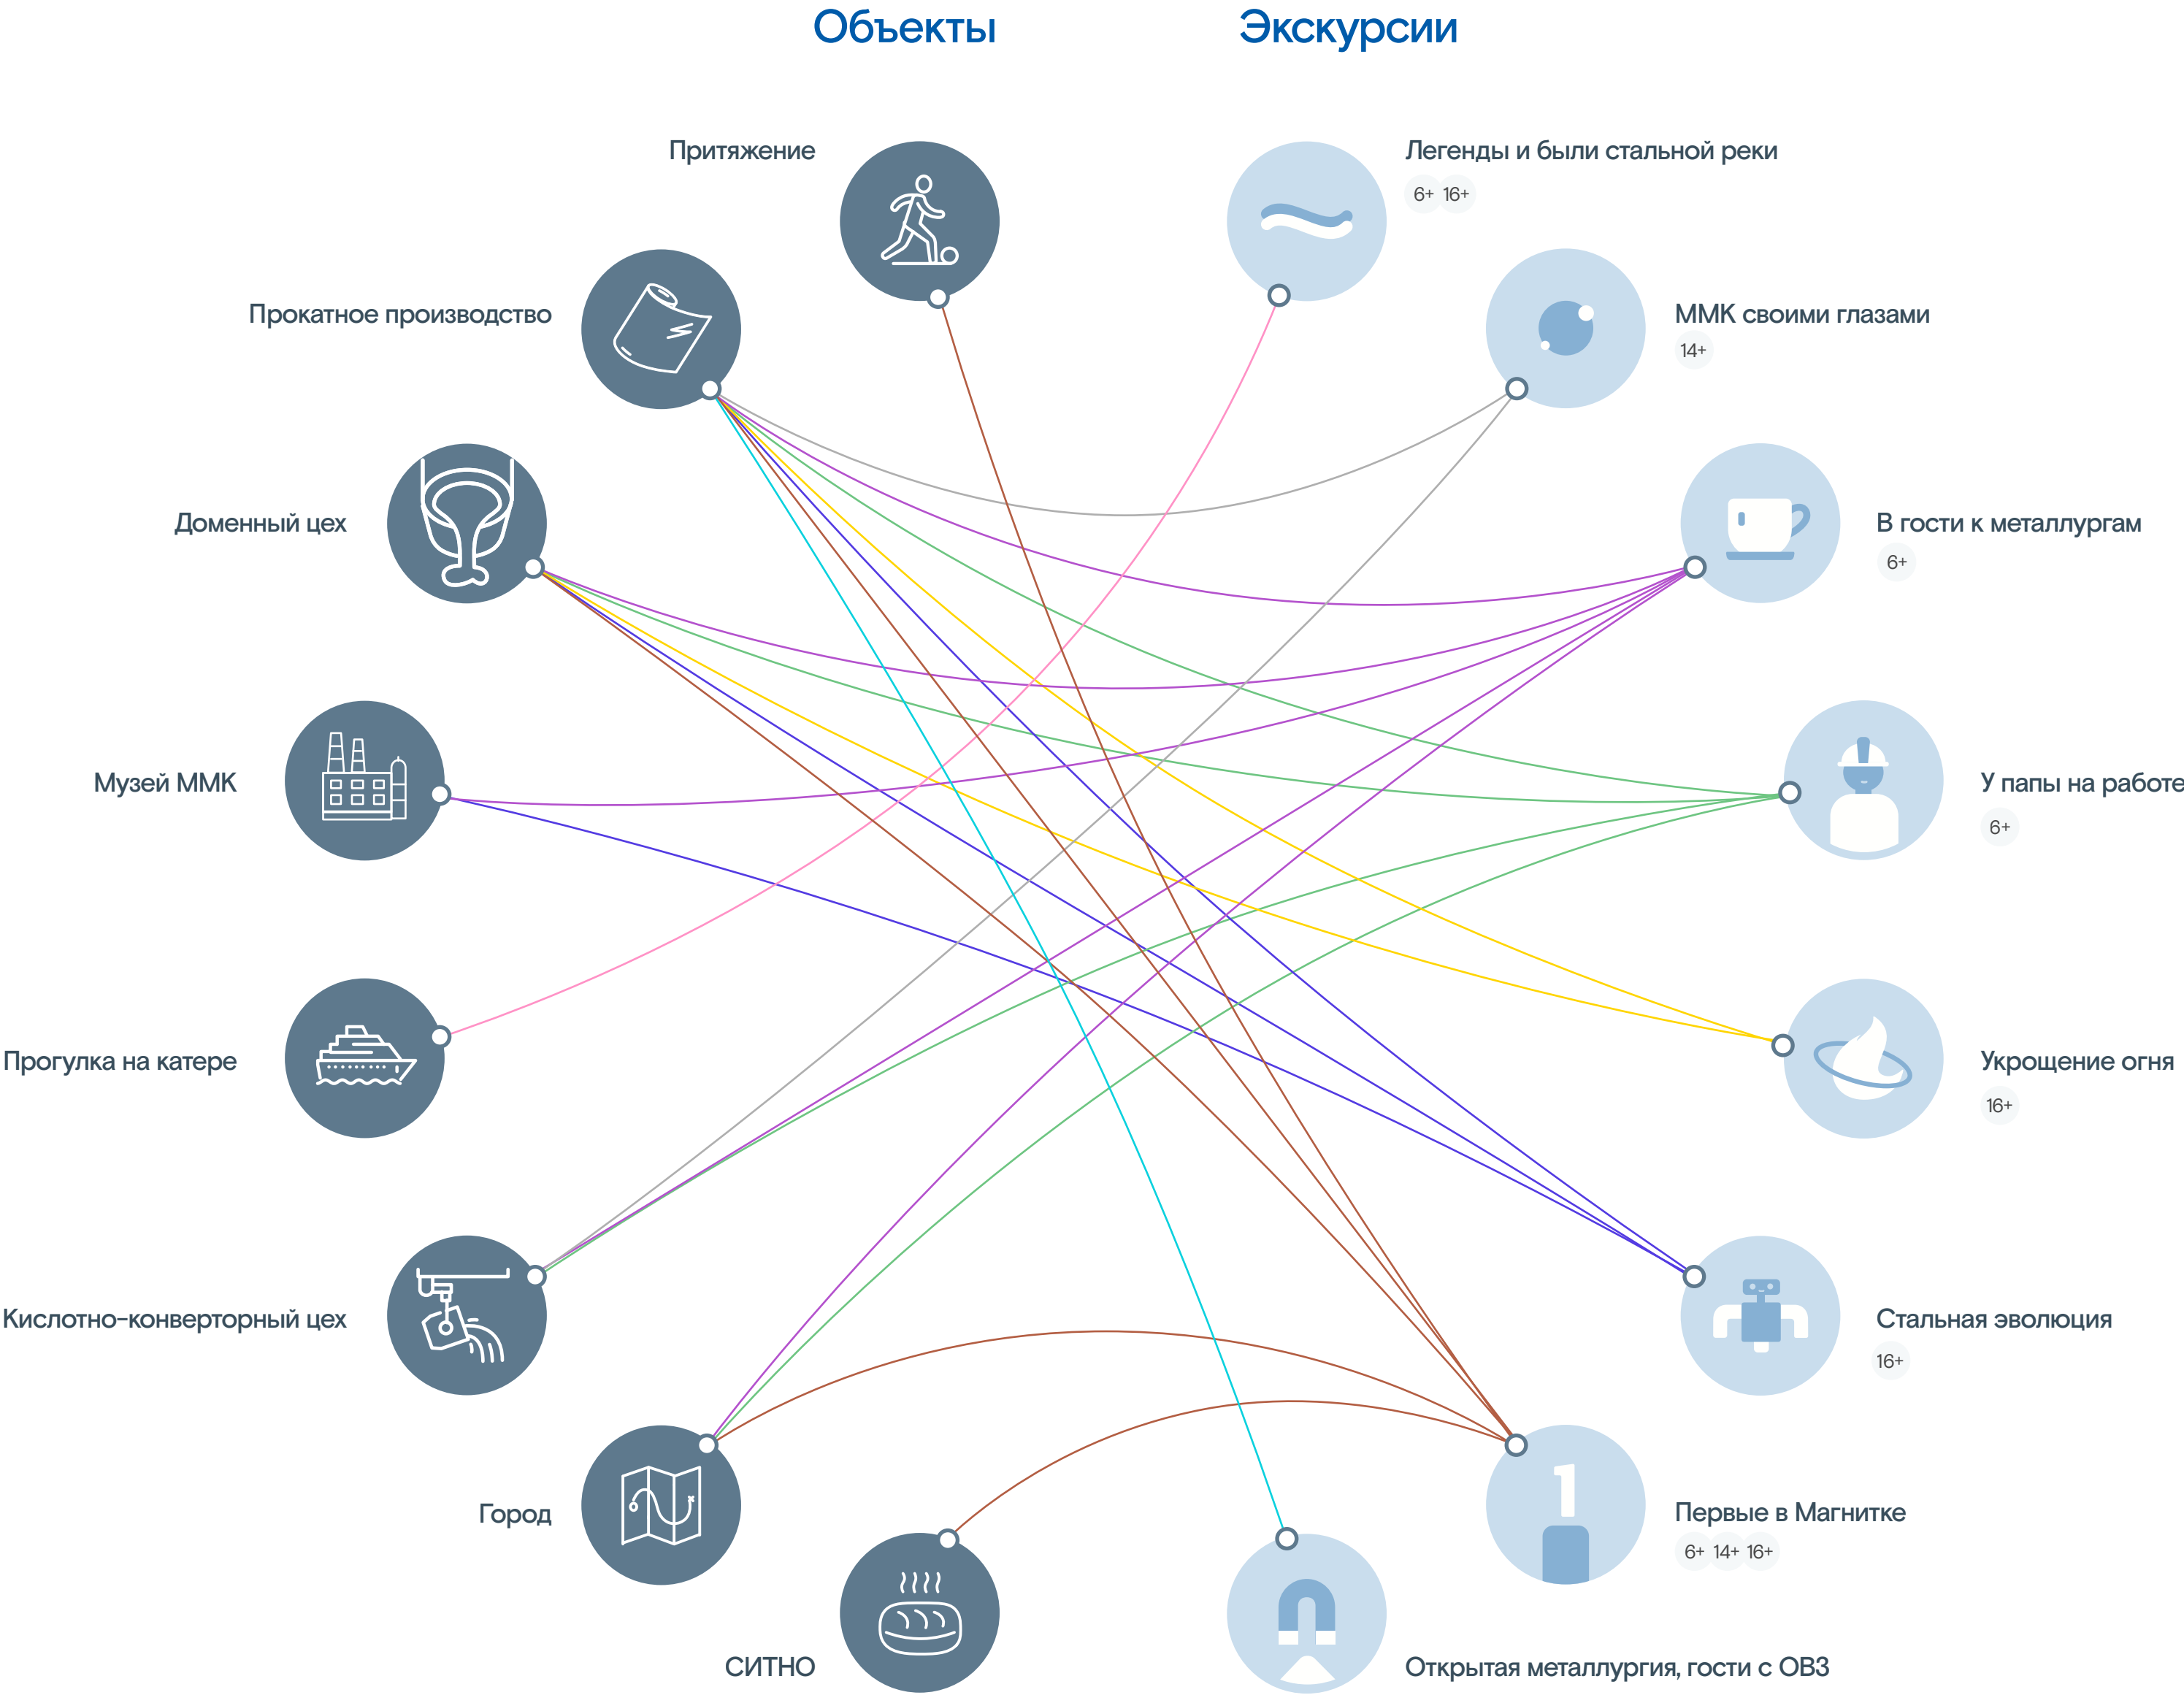 Объекты
Экскурсии
Притяжение
Легенды и были стальной реки
6+ 16+
Прокатное производство
ММК своими глазами
14+
Доменный цех
В гости к металлургам
6+
Музей ММК
У папы на работе
6+
Прогулка на катере
Укрощение огня
16+
Кислотно-конверторный цех
Стальная эволюция
16+
Город
Первые в Магнитке
6+ 14+ 16+
1
СИТНО
Открытая металлургия, гости с ОВЗ